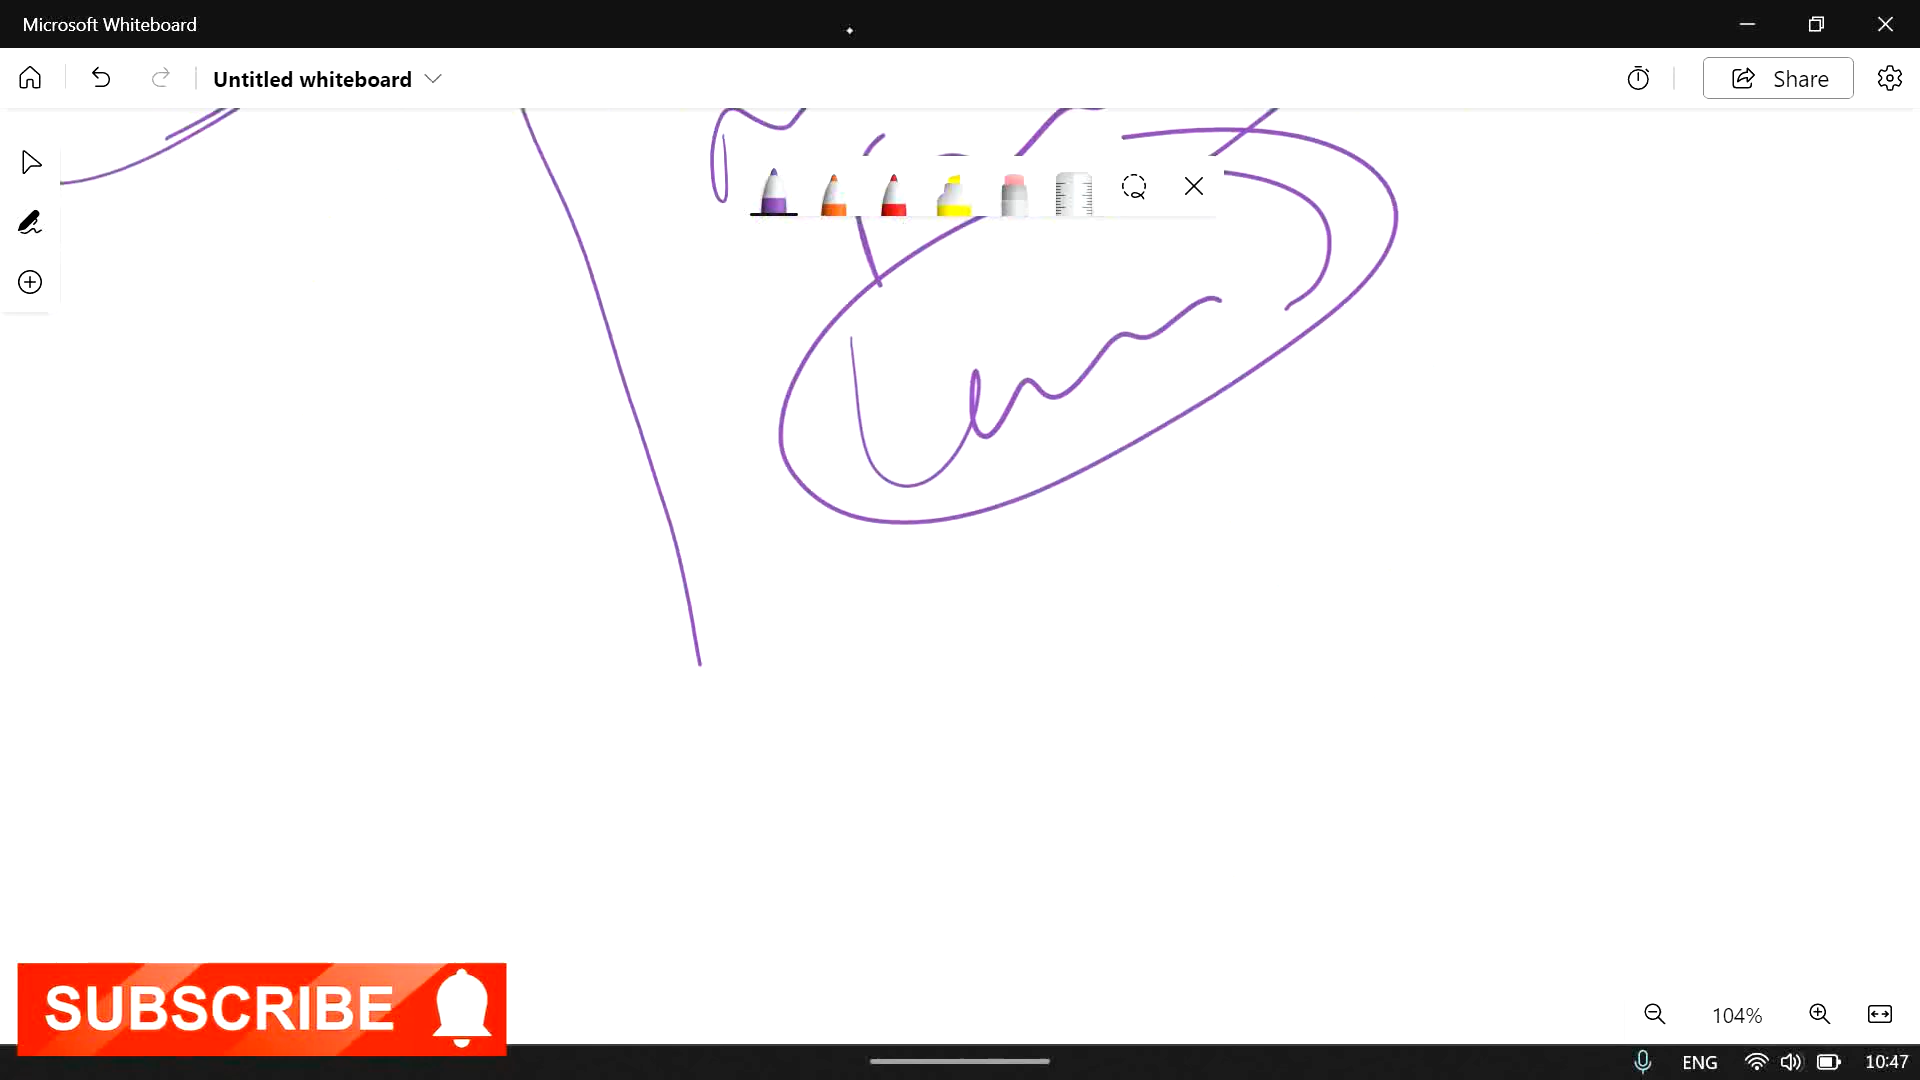 Microsoft Whiteboard
Untitled whiteboard
Share
SUBSCRIBE
104%
ENG
10:47